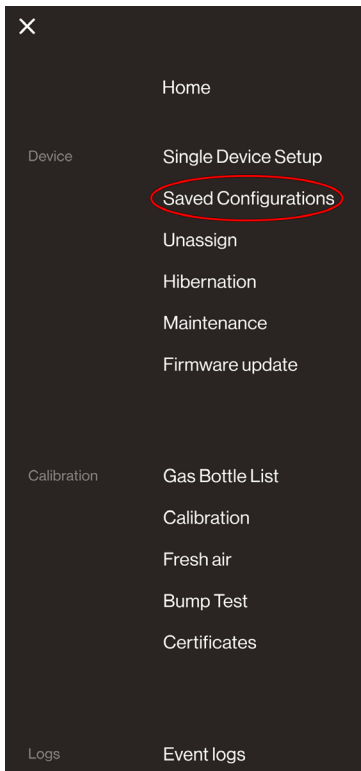 Home
Device Single Device Setup
Saved Configurations
Unassign
Hibernation
Maintenance
Firmware update
Calibration Gas Bottle List
Calibration
Fresh air
Bump Test
Certificates
Logs Event logs